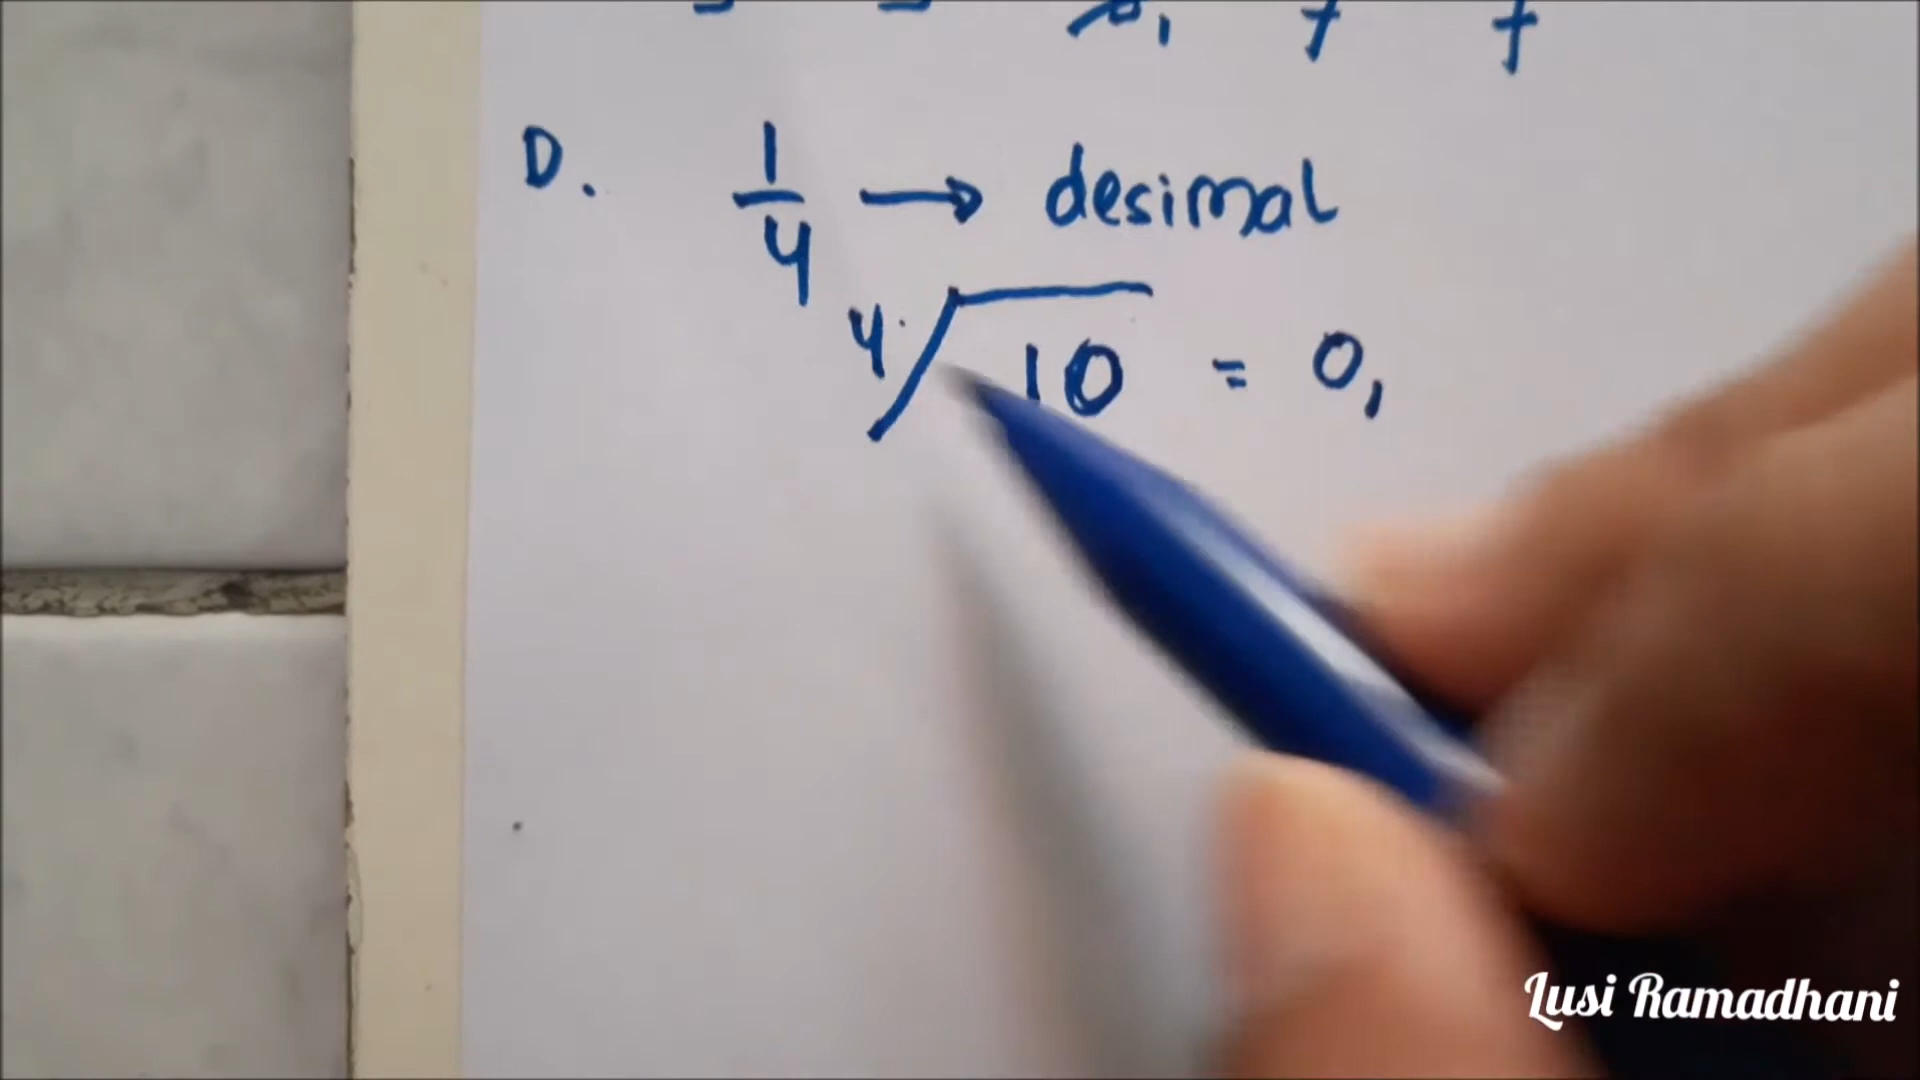 D. 1/4 → desimal
4 √10 = 0,
Lusi Ramadhani